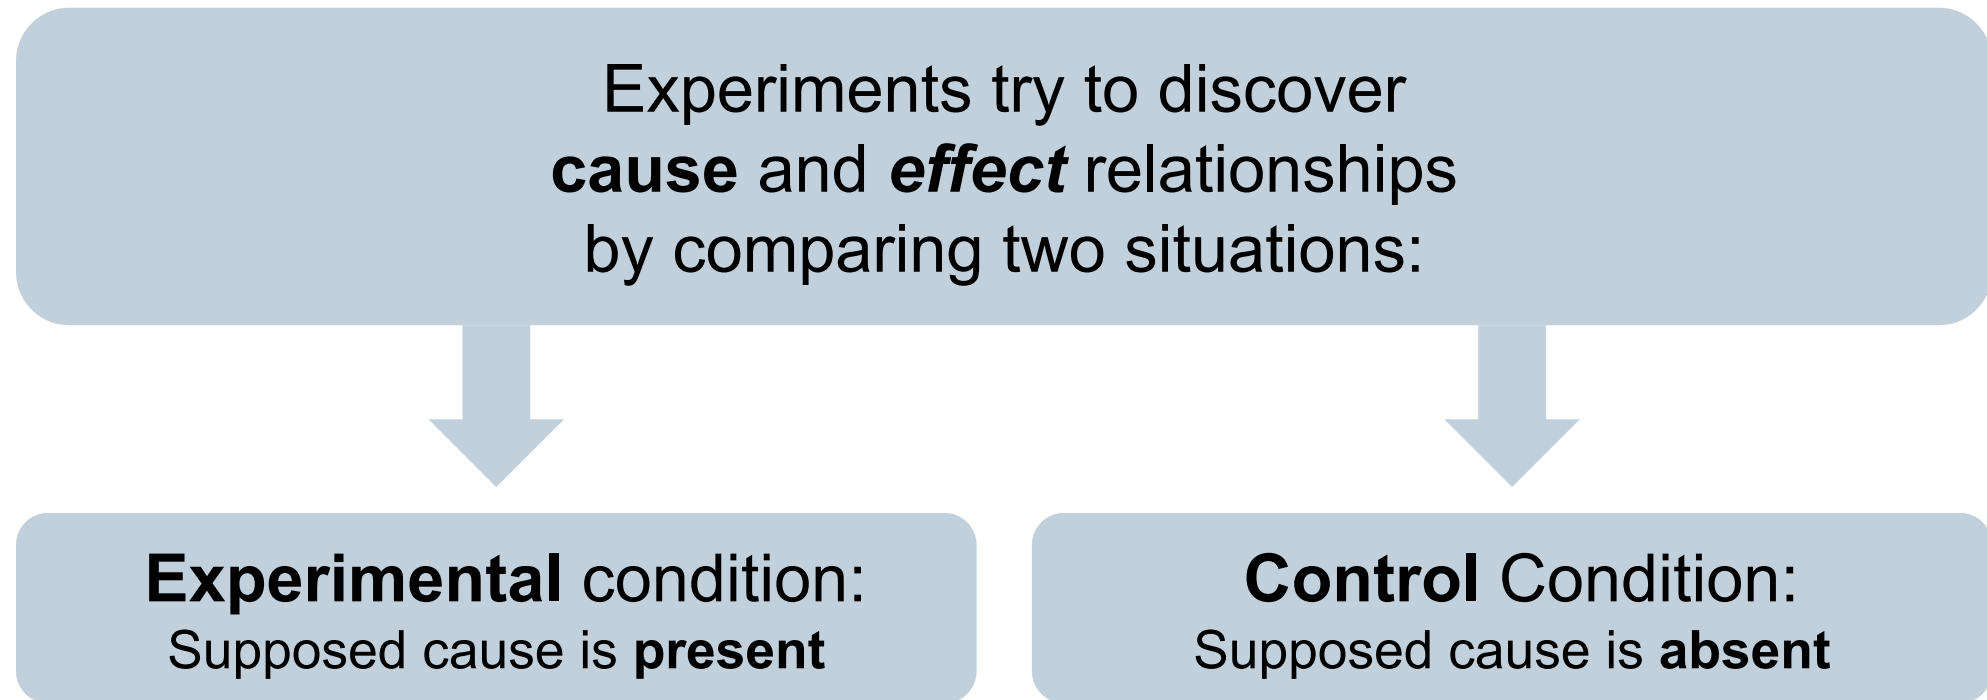 Experiments try to discover
cause and effect relationships
by comparing two situations:
Experimental condition:
Supposed cause is present
Control Condition:
Supposed cause is absent